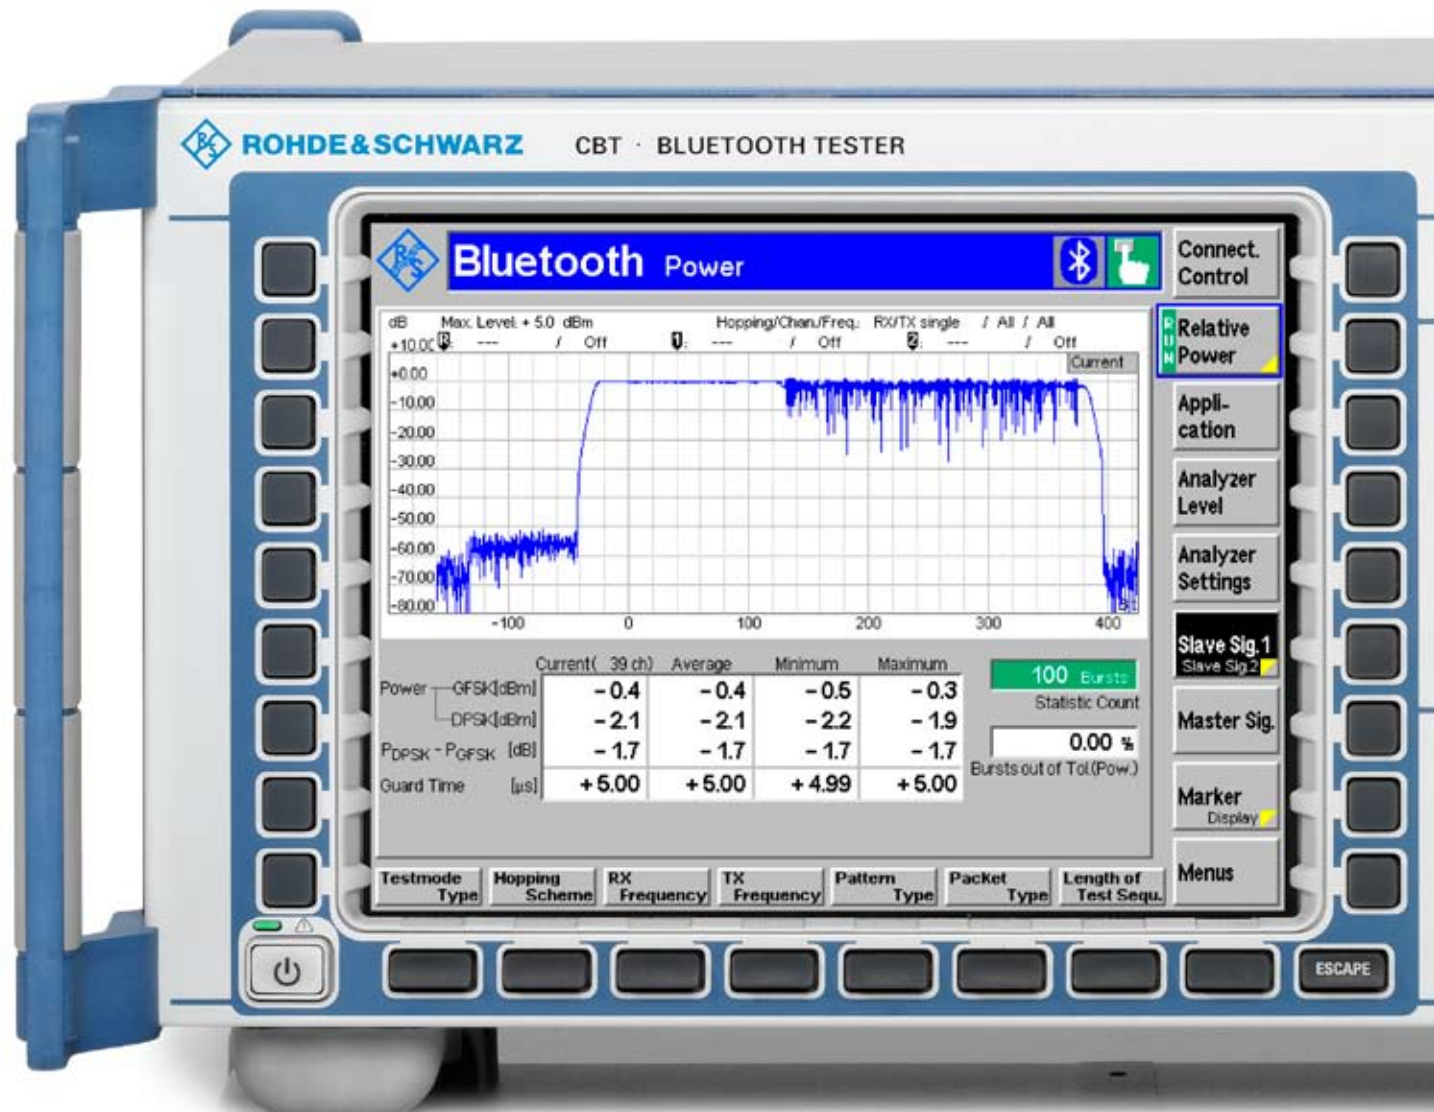 ROHDE&SCHWARZ CBT · BLUETOOTH TESTER
R&S Bluetooth Power
Connect. Control
dB Max. Level: + 5.0 dBm Hopping/Chan./Freq.: RX/TX single / All / All
R: --- / Off 1: --- / Off 2: --- / Off
Current
+0.00
-10.00
-20.00
-30.00
-40.00
-50.00
-60.00
-70.00
-80.00
-100 0 100 200 300 400
RUN
Relative Power
Appli-
cation
Analyzer
Level
Analyzer
Settings
Slave Sig.1
Slave Sig.2
Master Sig.
Marker
Display
Menus
Current( 39 ch) Average Minimum Maximum
Power GFSK[dBm] - 0.4 - 0.4 - 0.5 - 0.3
DPSK[dBm] - 2.1 - 2.1 - 2.2 - 1.9
PDPSK - PGFSK [dB] - 1.7 - 1.7 - 1.7 - 1.7
Guard Time [µs] + 5.00 + 5.00 + 4.99 + 5.00
100 Bursts
Statistic Count
0.00 %
Bursts out of Tol.(Pow.)
Testmode Type
Hopping Scheme
RX Frequency
TX Frequency
Pattern Type
Packet Type
Length of Test Sequ.
ESCAPE